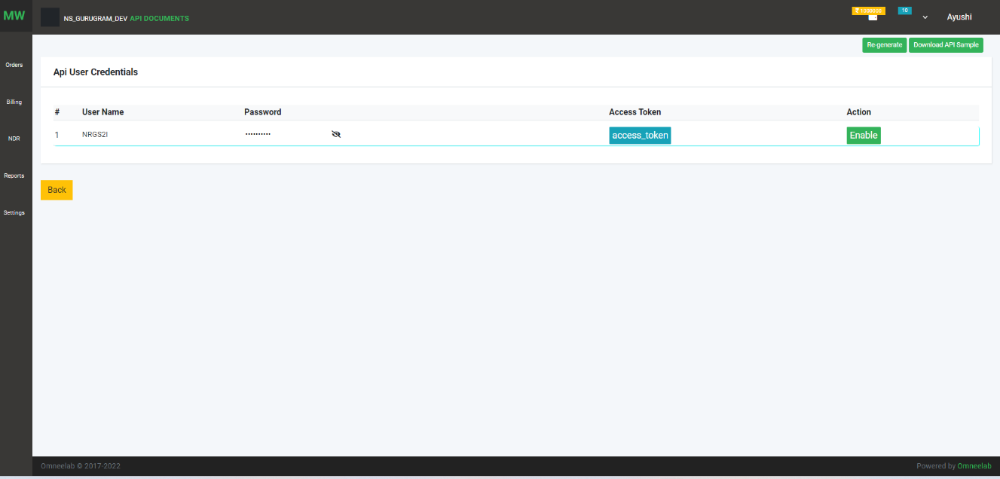 MW
NS_GURUGRAM_DEV API DOCUMENTS
₹ 1000000
10
Ayushi
Re-generate
Download API Sample
Orders
Billing
NDR
Reports
Settings
Api User Credentials
# User Name Password Access Token Action
1 NRGS2I •••••••••• access_token Enable
Back
Omneelab © 2017-2022
Powered by Omneelab